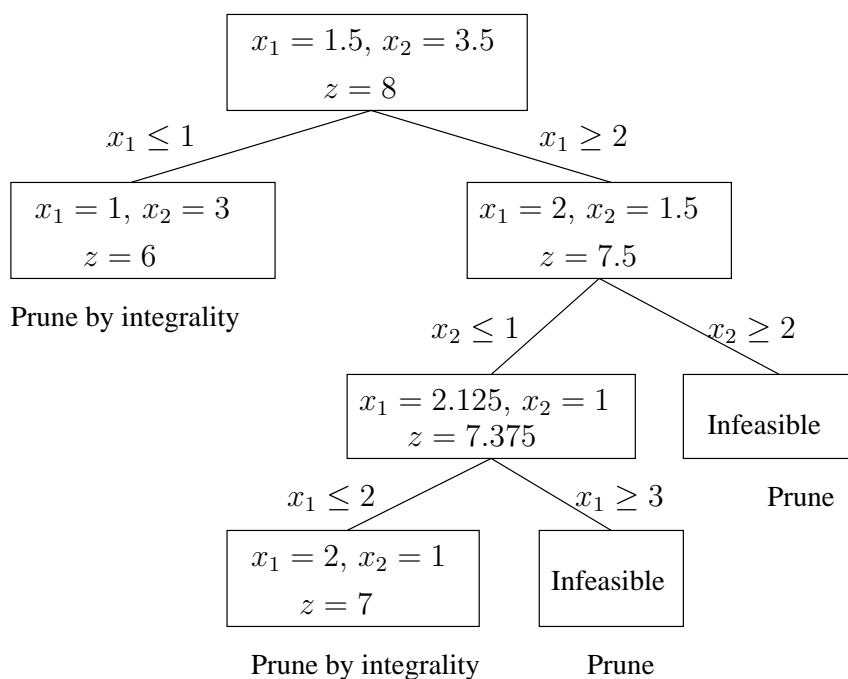 x₁ = 1.5, x₂ = 3.5
z = 8
x₁ ≤ 1
x₁ ≥ 2
x₁ = 1, x₂ = 3
z = 6
x₁ = 2, x₂ = 1.5
z = 7.5
Prune by integrality
x₂ ≤ 1
x₂ ≥ 2
x₁ = 2.125, x₂ = 1
z = 7.375
Infeasible
Prune
x₁ ≤ 2
x₁ ≥ 3
x₁ = 2, x₂ = 1
z = 7
Infeasible
Prune by integrality
Prune